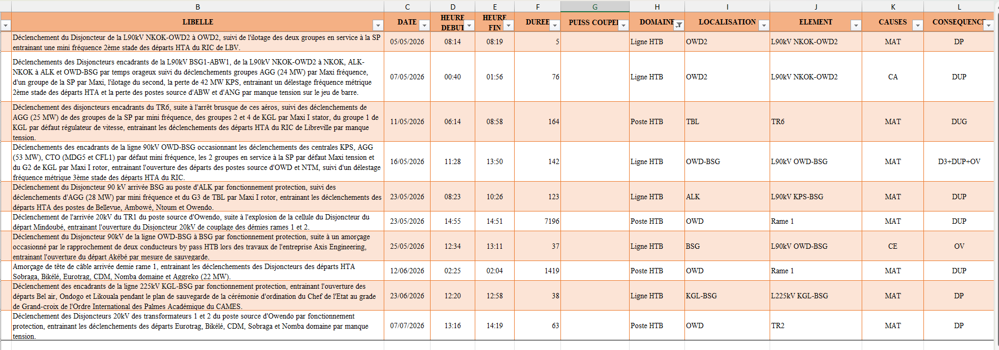 B C D E F G H I J K L
LIBELLE DATE HEURE DEBUT HEURE FIN DUREE PUISS COUPEE DOMAINE LOCALISATION ELEMENT CAUSES CONSEQUENC
Déclenchement du Disjoncteur de la L90kV NKOK-OWD2 à OWD2, suivi de l'ilotage des deux groupes en service à la SP
entrainant une mini fréquence 2ème stade des départs HTA du RIC de LBV.
05/05/2026 08:14 08:19 5 Ligne HTB OWD2 L90kV NKOK-OWD2 MAT DP
Déclenchements des Disjoncteurs encadrants de la L90kV BSG1-ABW1, de la L90kV NKOK-OWD2 à NKOK, ALK-
NKOK à ALK et OWD-BSG par temps orageux suivi du déclenchements groupes AGG (24 MW) par Maxi fréquence,
d'un groupe de la SP par Maxi, l'ilotage du second, la perte de 42 MW KPS, entrainant un délestage fréquence métrique
2ème stade des départs HTA et la perte des postes source d'ABW et d'ANG par manque tension sur le jeu de barre.
07/05/2026 00:40 01:56 76 Ligne HTB OWD2 L90kV NKOK-OWD2 CA DUP
Déclenchement des disjoncteurs encadrants du TR6, suite à l'arrêt brusque de ces aéros, suivi des déclenchements de
AGG (25 MW) de des groupes de la SP par mini fréquence, des groupes 2 et 4 de KGL par Maxi I stator, du groupe 1 de
KGL par défaut régulateur de vitesse, entrainant les déclenchements des départs HTA du RIC de Libreville par manque
tension.
11/05/2026 06:14 08:58 164 Poste HTB TBL TR6 MAT DUG
Déclenchements des encadrants de la ligne 90kV OWD-BSG occasionnant les déclenchements des centrales KPS, AGG
(53 MW), CTO (MDG5 et CFL1) par défaut mini fréquence, les 2 groupes en service à la SP par défaut Maxi tension et
du G2 de KGL par Maxi I rotor, entrainant l'ouverture des départs des postes source d'OWD et NTM, suivi d'un délestage
fréquence métrique 3ème stade des départs HTA du RIC.
16/05/2026 11:28 13:50 142 Ligne HTB OWD-BSG L90kV OWD-BSG MAT D3+DUP+OV
Déclenchement du Disjoncteur 90 kV arrivée BSG au poste d'ALK par fonctionnement protection, suivi des
déclenchements d'AGG (28 MW) par mini fréquence et du G3 de TBL par Maxi I rotor, entrainant les déclenchements des
départs HTA des postes de Bellevue, Ambowé, Ntoum et Owendo.
23/05/2026 08:23 10:26 123 Ligne HTB ALK L90kV KPS-BSG MAT DUP
Déclenchement de l'arrivée 20kV du TR1 du poste source d'Owendo, suite à l'explosion de la cellule du Disjoncteur du
départ Mindoubé, entrainant l'ouverture du Disjoncteur 20kV de couplage des démies rames 1 et 2.
23/05/2026 14:55 14:51 7196 Poste HTB OWD Rame 1 MAT DUP
Déclenchement du Disjoncteur 90kV de la ligne OWD-BSG à BSG par fonctionnement protection, suite à un amorçage
occasionné par le rapprochement de deux conducteurs by pass HTB lors des travaux de l'entreprise Axis Engineering,
entrainant l'ouverture du départ Akébé par mesure de sauvegarde.
25/05/2026 12:34 13:11 37 Ligne HTB BSG L90kV OWD-BSG CE OV
Amorçage de tête de câble arrivée demie rame 1, entrainant les déclenchements des Disjoncteurs des départs HTA
Sobraga, Bikélé, Eurotrag, CDM, Nomba domaine et Aggreko (22 MW).
12/06/2026 02:25 02:04 1419 Poste HTB OWD Rame 1 MAT DUP
Déclenchement des encadrants de la ligne 225kV KGL-BSG par fonctionnement protection, entrainant l'ouverture des
départs Bel air, Ondogo et Likouala pendant le plan de sauvegarde de la cérémonie d'ordination du Chef de l'Etat au grade
de Grand-croix de l'Ordre International des Palmes Académique du CAMES.
23/06/2026 12:20 12:58 38 Ligne HTB KGL-BSG L225kV KGL-BSG MAT DP
Déclenchement des Disjoncteurs 20kV des transformateurs 1 et 2 du poste source d'Owendo par fonctionnement
protection, entrainant les déclenchements des départs Eurotrag, Bikélé, CDM, Sobraga et Nomba domaine par manque
tension.
07/07/2026 13:16 14:19 63 Poste HTB OWD TR2 MAT DP